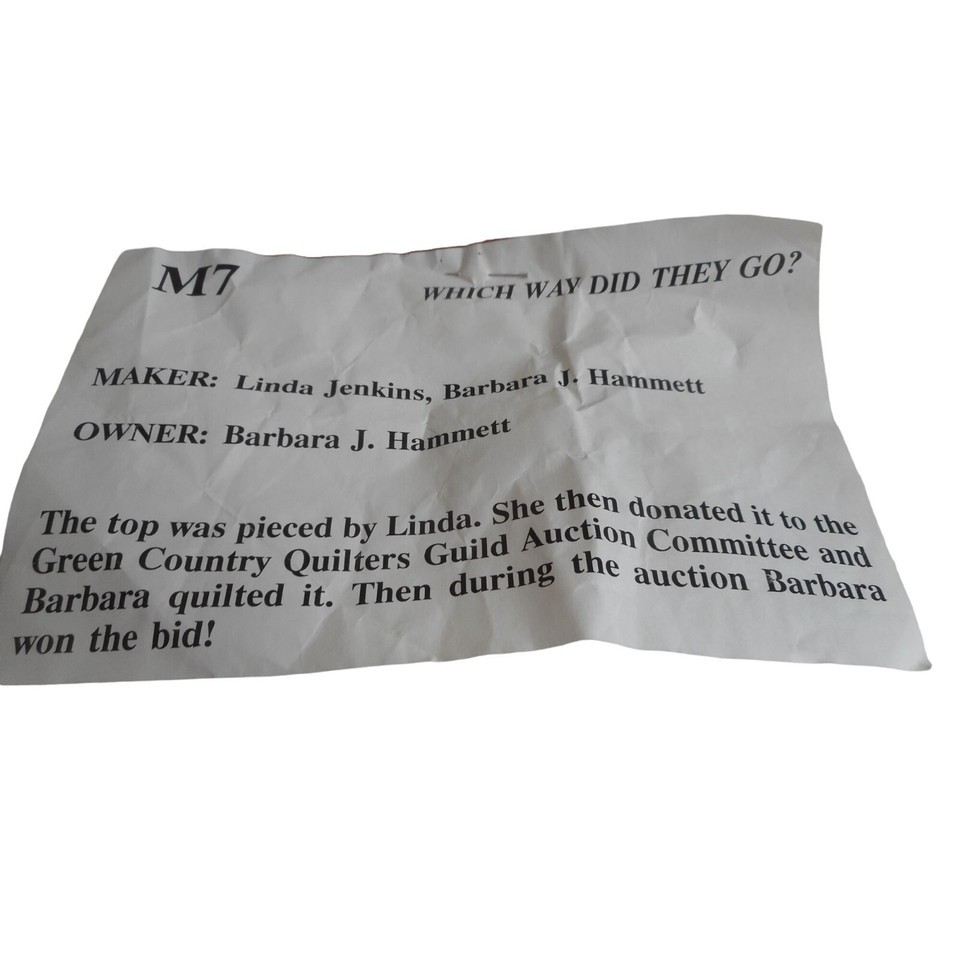 M7
WHICH WAY DID THEY GO?
MAKER: Linda Jenkins, Barbara J. Hammett
OWNER: Barbara J. Hammett
The top was pieced by Linda. She then donated it to the
Green Country Quilters Guild Auction Committee and
Barbara quilted it. Then during the auction Barbara
won the bid!